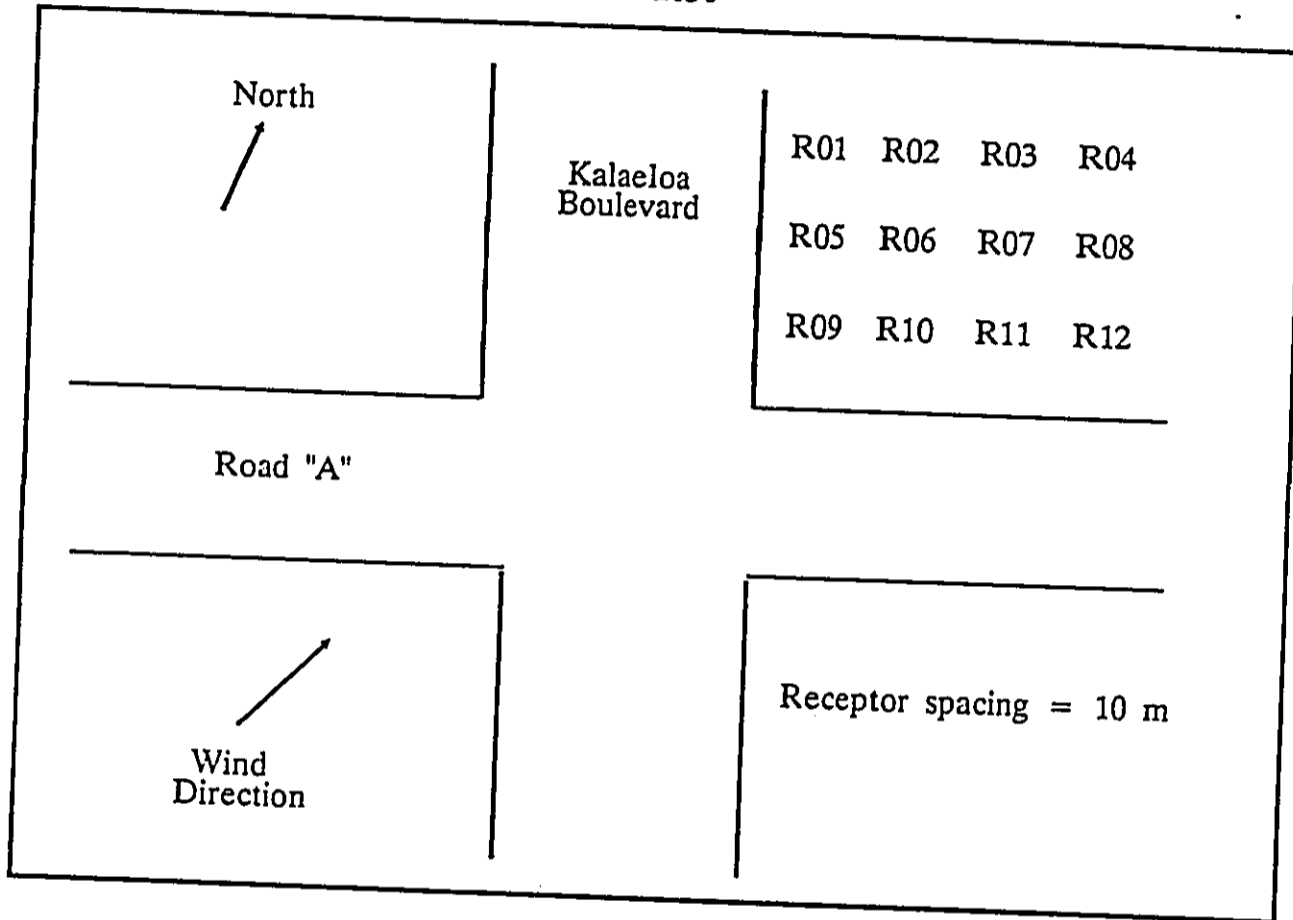 North
Kalaeloa
Boulevard
R01 R02 R03 R04
R05 R06 R07 R08
R09 R10 R11 R12
Road "A"
Wind
Direction
Receptor spacing = 10 m